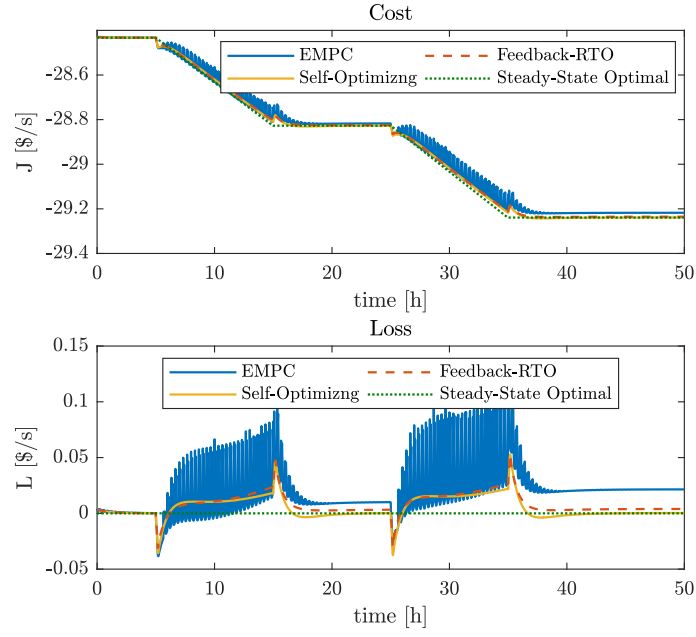 Cost
EMPC Feedback-RTO
Self-Optimizng Steady-State Optimal
J [$/s]
-28.6
-28.8
-29
-29.2
-29.4
0 10 20 30 40 50
time [h]
Loss
EMPC Feedback-RTO
Self-Optimizng Steady-State Optimal
L [$/s]
0.15
0.1
0.05
0
-0.05
0 10 20 30 40 50
time [h]